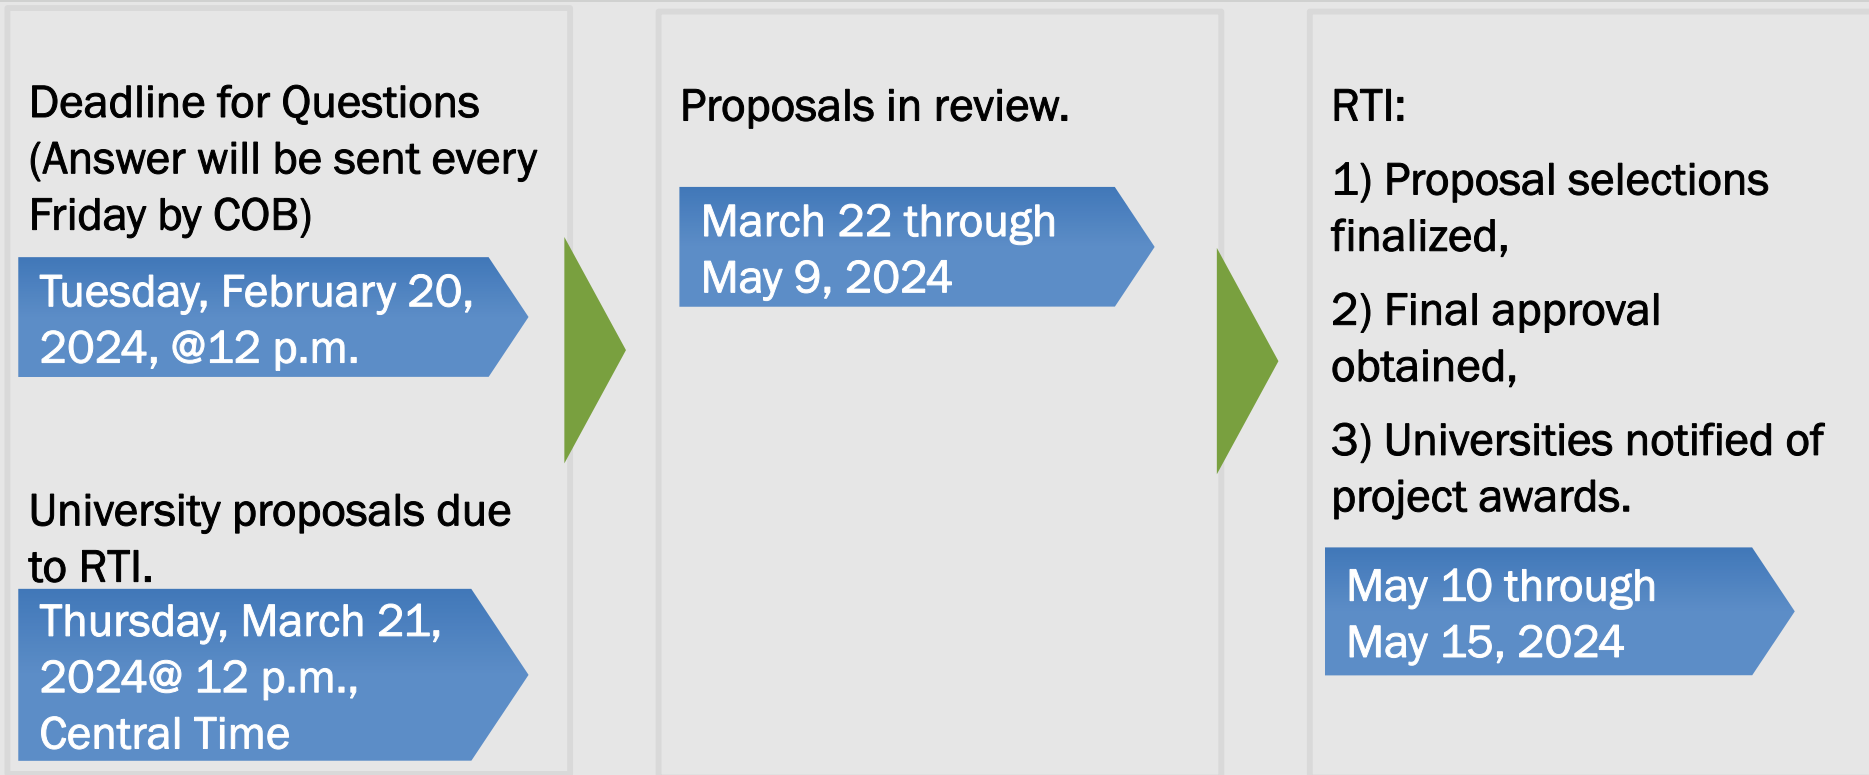 Deadline for Questions
(Answer will be sent every
Friday by COB)
Tuesday, February 20,
2024, @12 p.m.
University proposals due
to RTI.
Thursday, March 21,
2024@ 12 p.m.,
Central Time
Proposals in review.
March 22 through
May 9, 2024
RTI:
1) Proposal selections
finalized,
2) Final approval
obtained,
3) Universities notified of
project awards.
May 10 through
May 15, 2024